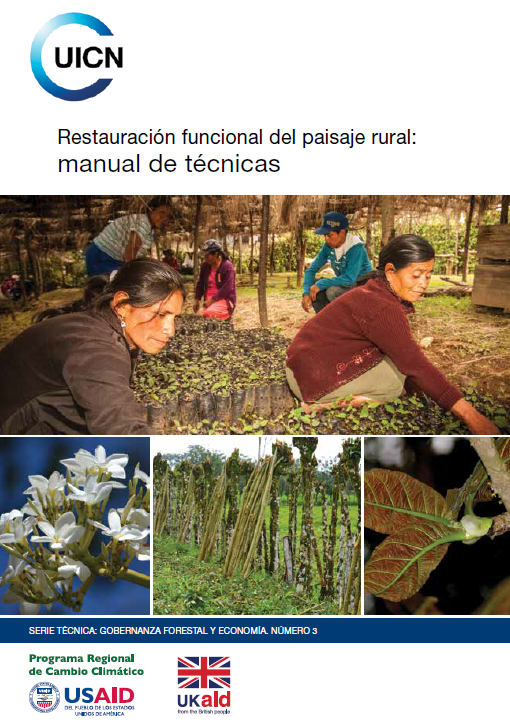 UICN
Restauración funcional del paisaje rural:
manual de técnicas
SERIE TÉCNICA: GOBERNANZA FORESTAL Y ECONOMÍA. NÚMERO 3
Programa Regional
de Cambio Climático
USAID
DEL PUEBLO DE LOS ESTADOS
UNIDOS DE AMÉRICA
UKaid
from the British people